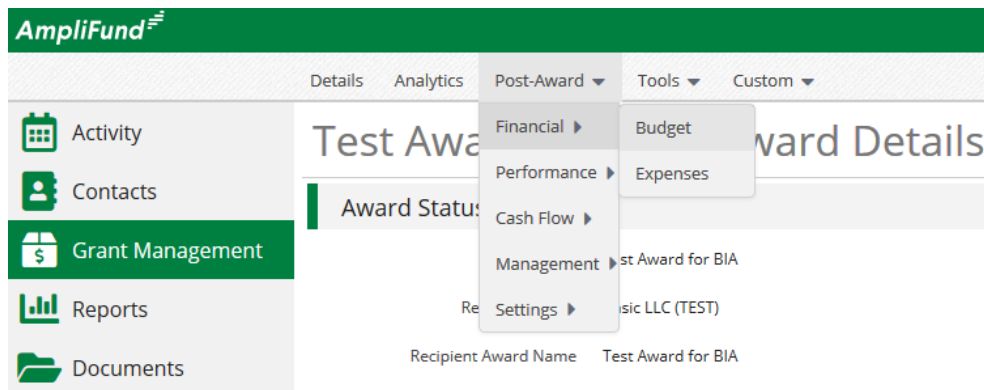 AmpliFund
Details Analytics Post-Award Tools Custom
Activity
Contacts
Grant Management
Reports
Documents
Test Awa ward Details
Financial Budget
Performance Expenses
Cash Flow
Management
Settings
Award Status
st Award for BIA
Re sic LLC (TEST)
Recipient Award Name Test Award for BIA